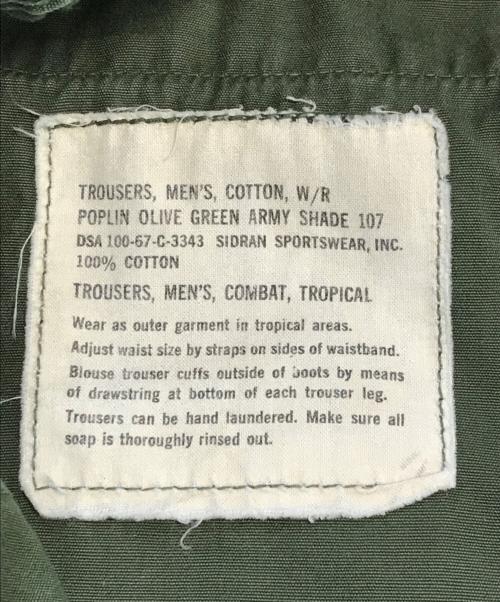 TROUSERS, MEN'S, COTTON, W/R
POPLIN OLIVE GREEN ARMY SHADE 107
DSA 100-67-C-3343 SIDRAN SPORTSWEAR, INC.
100% COTTON
TROUSERS, MEN'S, COMBAT, TROPICAL
Wear as outer garment in tropical areas.
Adjust waist size by straps on sides of waistband.
Blouse trouser cuffs outside of boots by means
of drawstring at bottom of each trouser leg.
Trousers can be hand laundered. Make sure all
soap is thoroughly rinsed out.